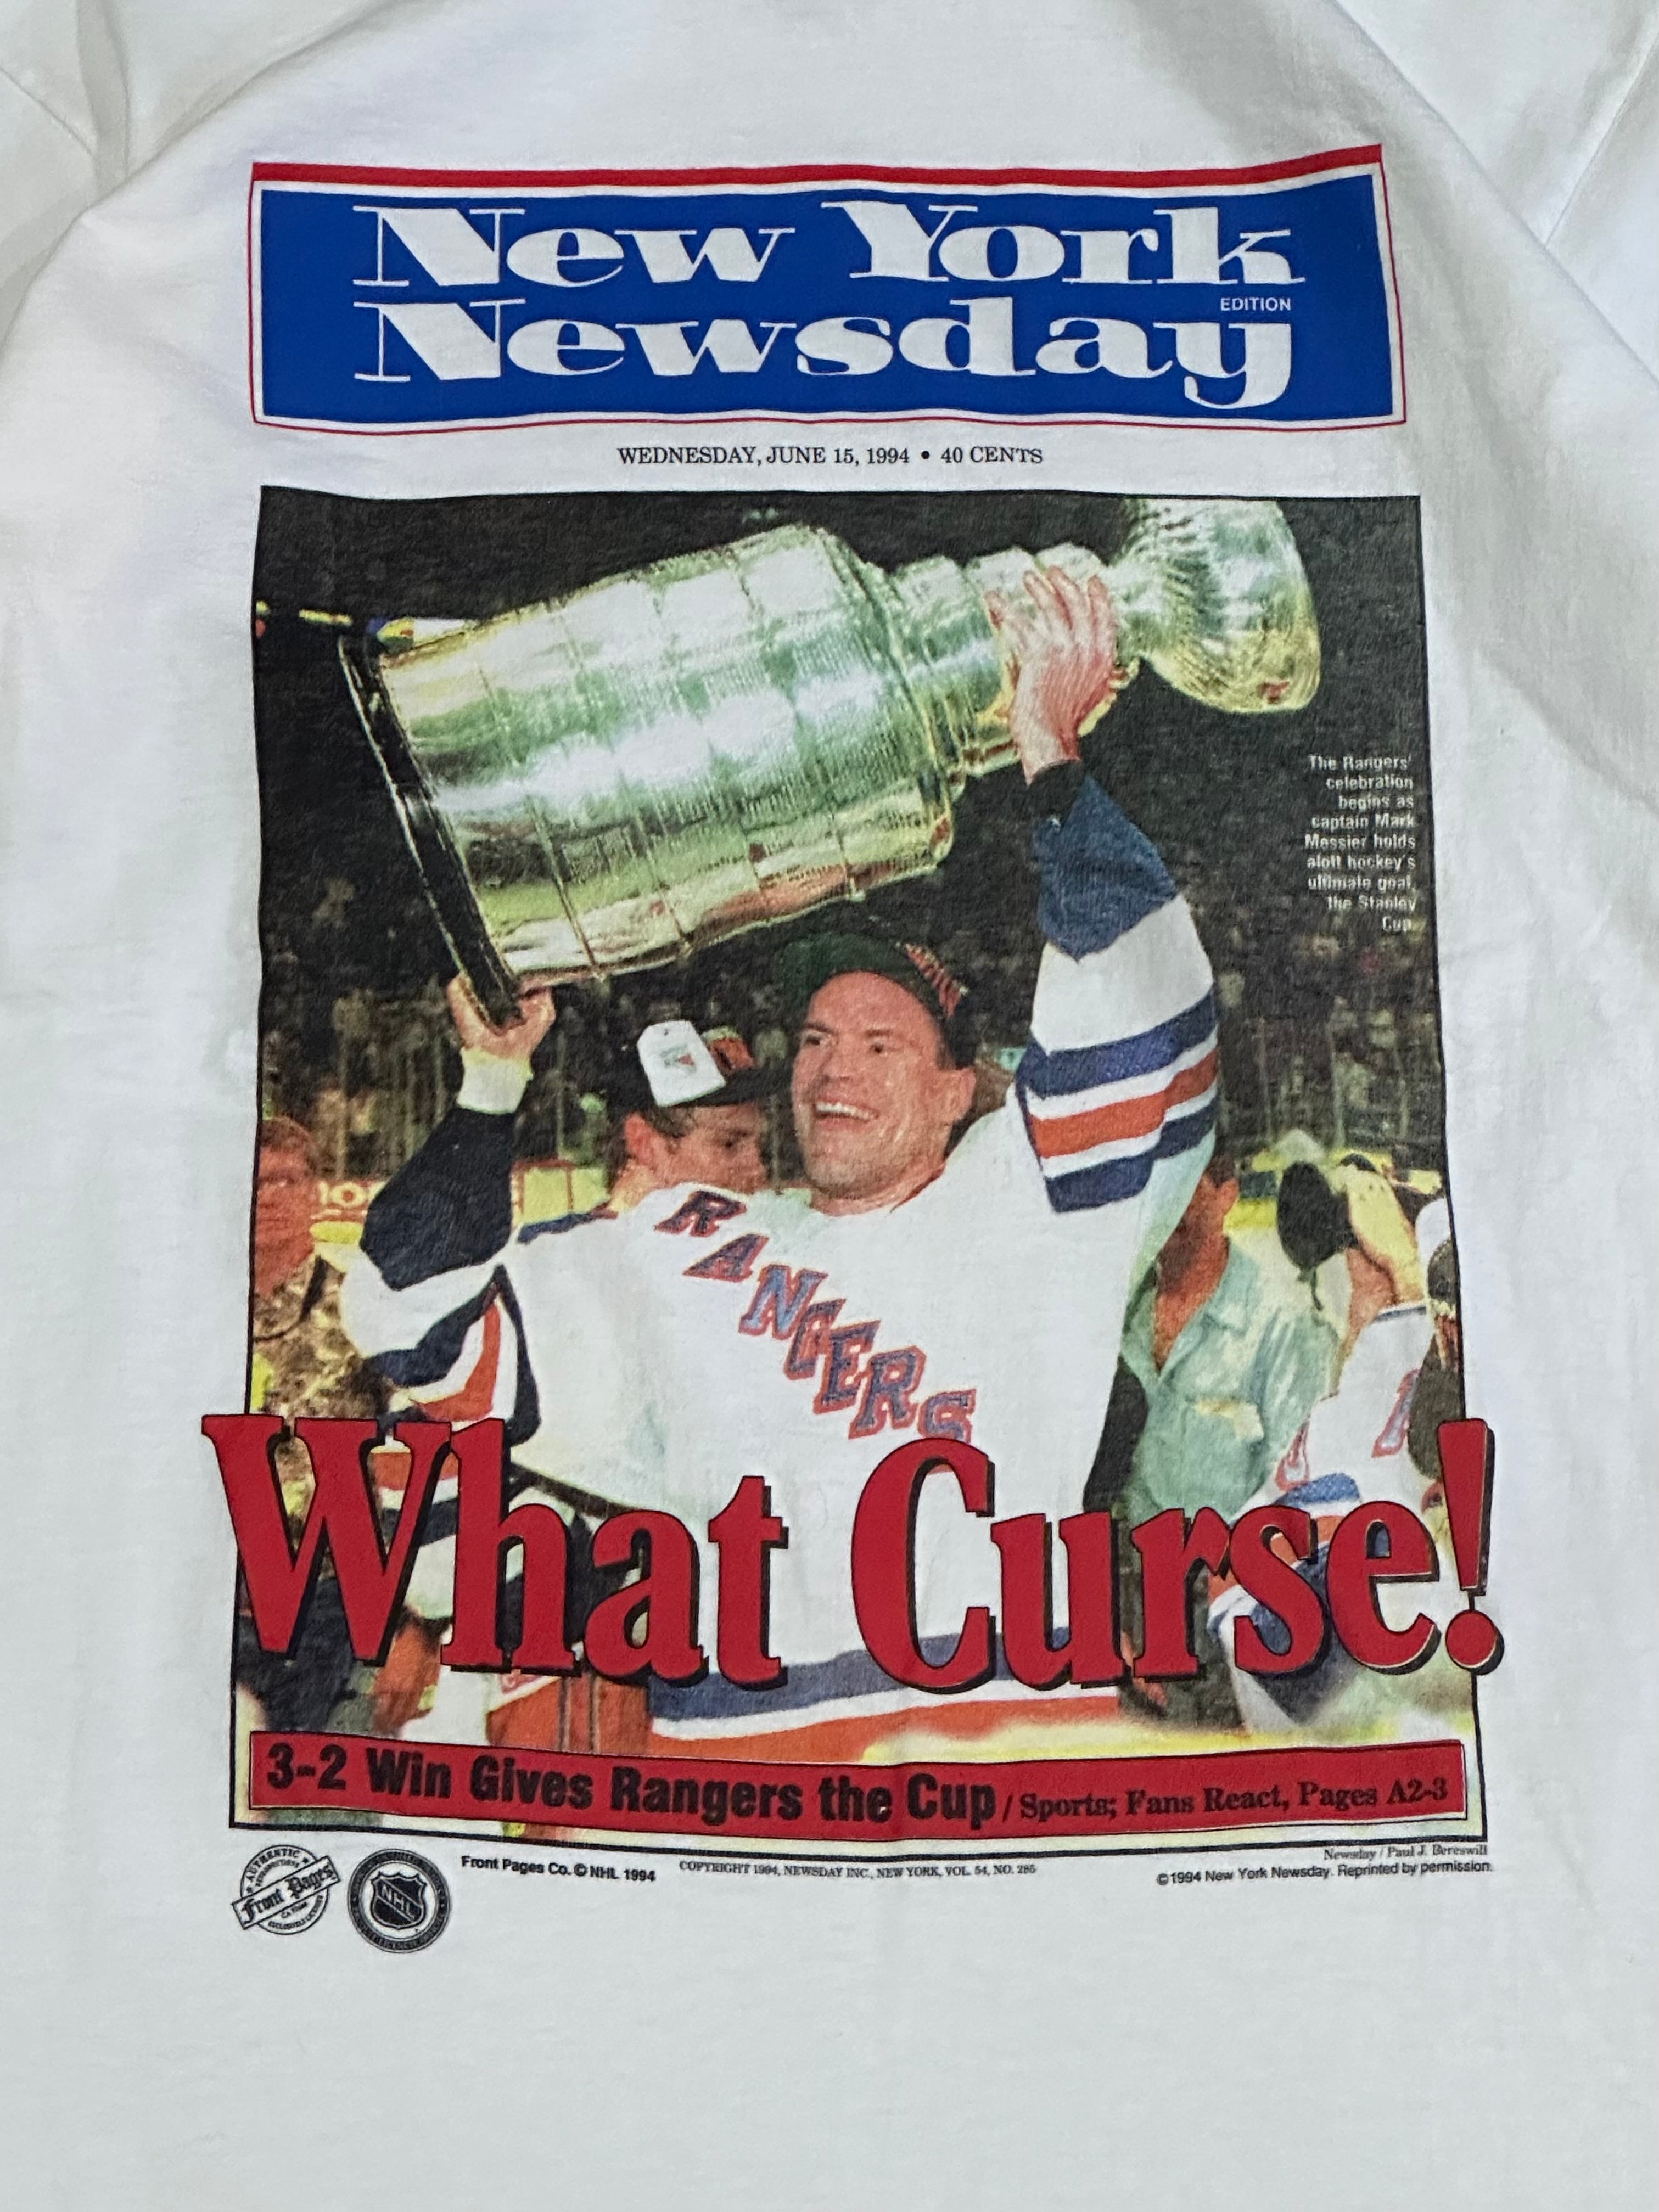 New York
EDITION
Newsday
WEDNESDAY, JUNE 15, 1994 • 40 CENTS
The Rangers'
celebration
begins as
captain Mark
Messier holds
aloft hockey's
ultimate goal,
the Stanley
Cup.
RANGERS
What Curse!
3-2 Win Gives Rangers the Cup / Sports; Fans React, Pages A2-3
Newsday / Paul J. Bereswill
Front Pages Co. © NHL 1994
COPYRIGHT 1994, NEWSDAY INC., NEW YORK, VOL. 54, NO. 285
©1994 New York Newsday. Reprinted by permission.
AUTHENTIC
Front Pages
NHL